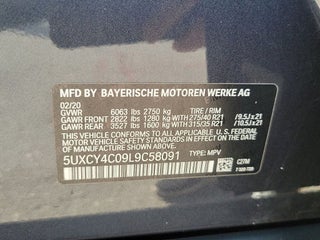 MFD BY BAYERISCHE MOTOREN WERKE AG
02/20
GVWR 6063 lbs 2750 kg TIRE / RIM
GAWR FRONT 2822 lbs 1280 kg 275/40 R21 / 9.5J x 21
GAWR REAR 3527 lbs 1600 kg 315/35 R21 / 10.5J x 21
THIS VEHICLE CONFORMS TO ALL APPLICABLE U.S. FEDERAL
MOTOR VEHICLE SAFETY STANDARDS IN EFFECT
ON THE DATE OF MANUFACTURE SHOWN ABOVE.
5UXCY4C09L9C58091 TYPE: MPV